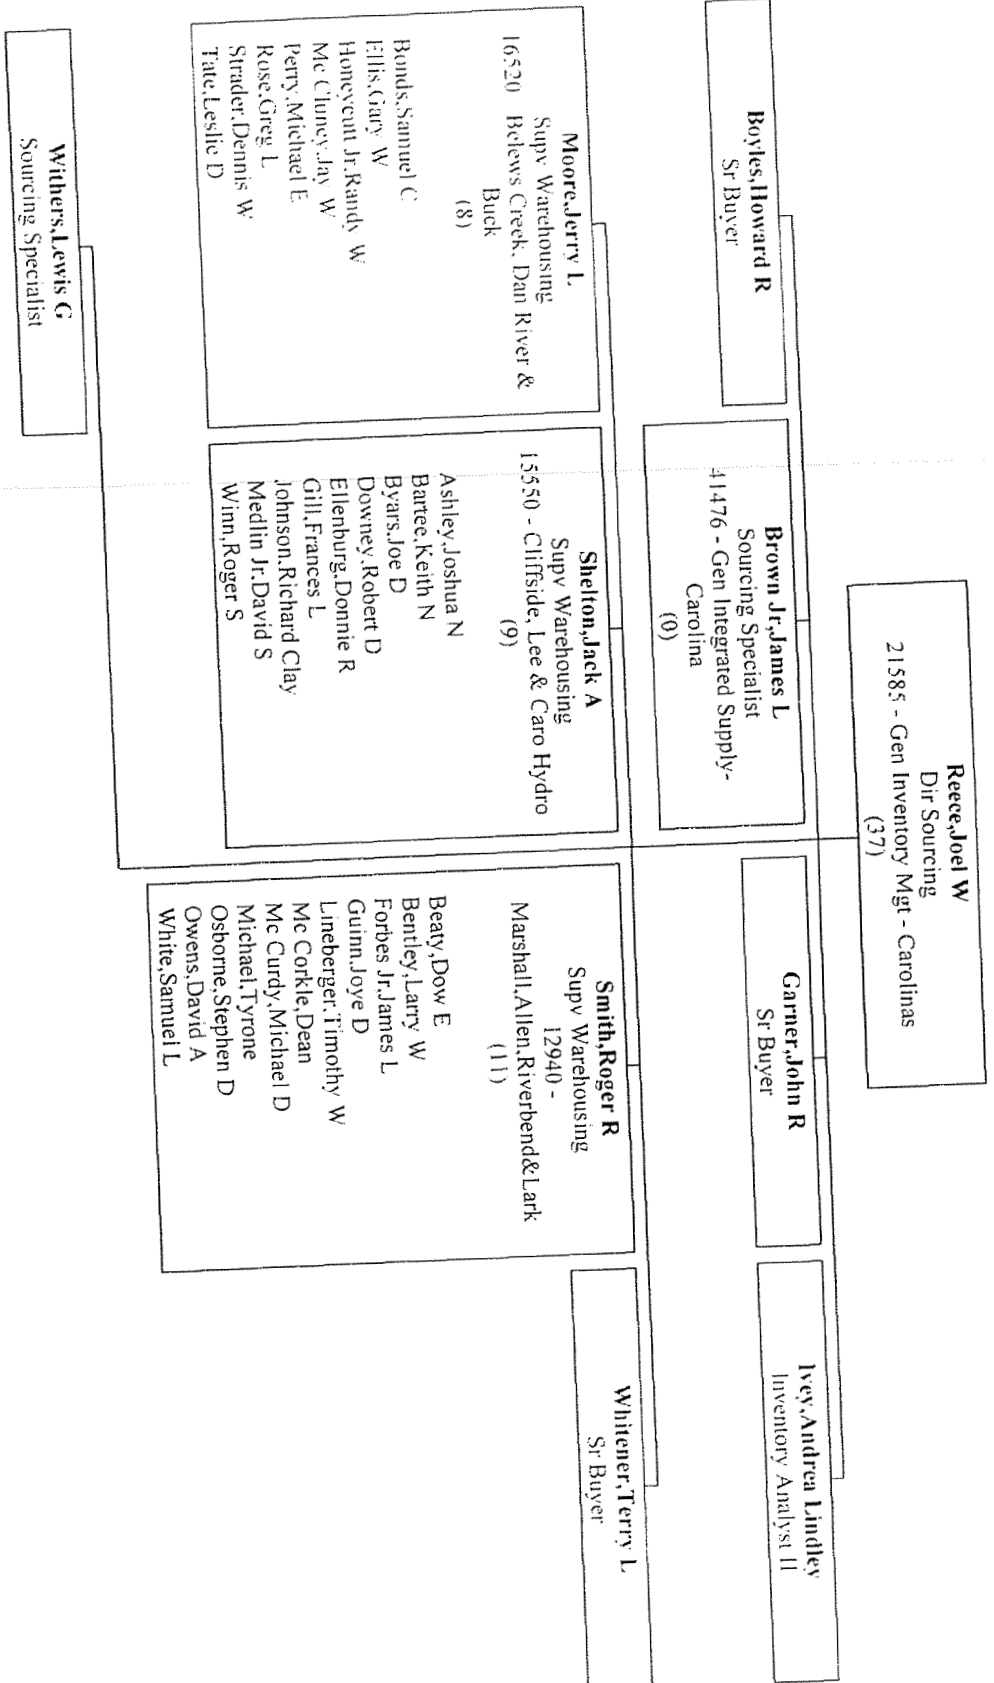 Reece,Joel W
Dir Sourcing
21585 - Gen Inventory Mgt - Carolinas
(37)
Boyles,Howard R
Sr Buyer
Brown Jr,James L
Sourcing Specialist
41476 - Gen Integrated Supply-
Carolina
(0)
Garner,John R
Sr Buyer
Ivey,Andrea Lindley
Inventory Analyst II
Moore,Jerry L
Supv Warehousing
16520   Belews Creek, Dan River &
Buck
(8)
Bonds,Samuel C
Ellis,Gary W
Honeycutt Jr,Randy W
Mc Cluney,Jay W
Perry,Michael E
Rose,Greg L
Strader,Dennis W
Tate,Leslie D
Shelton,Jack A
Supv Warehousing
15550 - Cliffside, Lee & Caro Hydro
(9)
Ashley,Joshua N
Bartee,Keith N
Byars,Joe D
Downey,Robert D
Ellenburg,Donnie R
Gill,Frances L
Johnson,Richard Clay
Medlin Jr,David S
Winn,Roger S
Smith,Roger R
Supv Warehousing
12940 -
Marshall,Allen,Riverbend&Lark
(11)
Beaty,Dow E
Bentley,Larry W
Forbes Jr,James L
Guinn,Joye D
Lineberger,Timothy W
Mc Corkle,Dean
Mc Curdy,Michael D
Michael,Tyrone
Osborne,Stephen D
Owens,David A
White,Samuel L
Whitener,Terry L
Sr Buyer
Withers,Lewis G
Sourcing Specialist